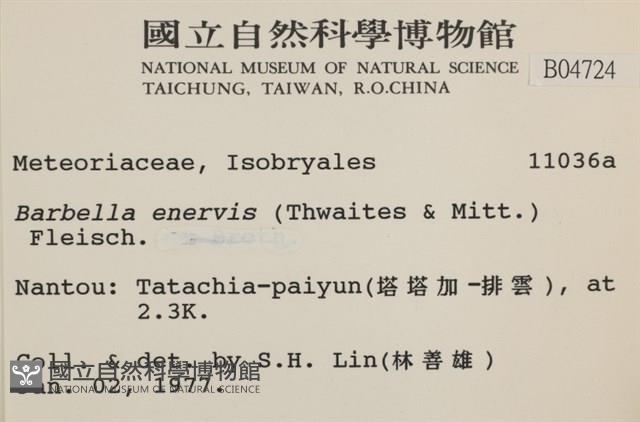 國立自然科學博物館
NATIONAL MUSEUM OF NATURAL SCIENCE
TAICHUNG, TAIWAN, R.O.CHINA
B04724
Meteoriaceae, Isobryales 11036a
Barbella enervis (Thwaites & Mitt.)
Fleisch.
Nantou: Tatachia-paiyun(塔塔加-排雲), at
2.3K.
Coll. & det. by S.H. Lin(林善雄)
國立自然科學博物館
NATIONAL MUSEUM OF NATURAL SCIENCE
02, 1977.